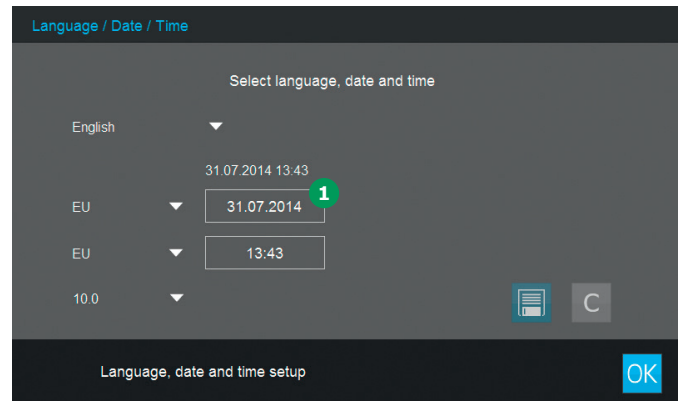 Language / Date / Time
Select language, date and time
English
31.07.2014 13:43
1
EU 31.07.2014
EU 13:43
10.0
C
Language, date and time setup
OK